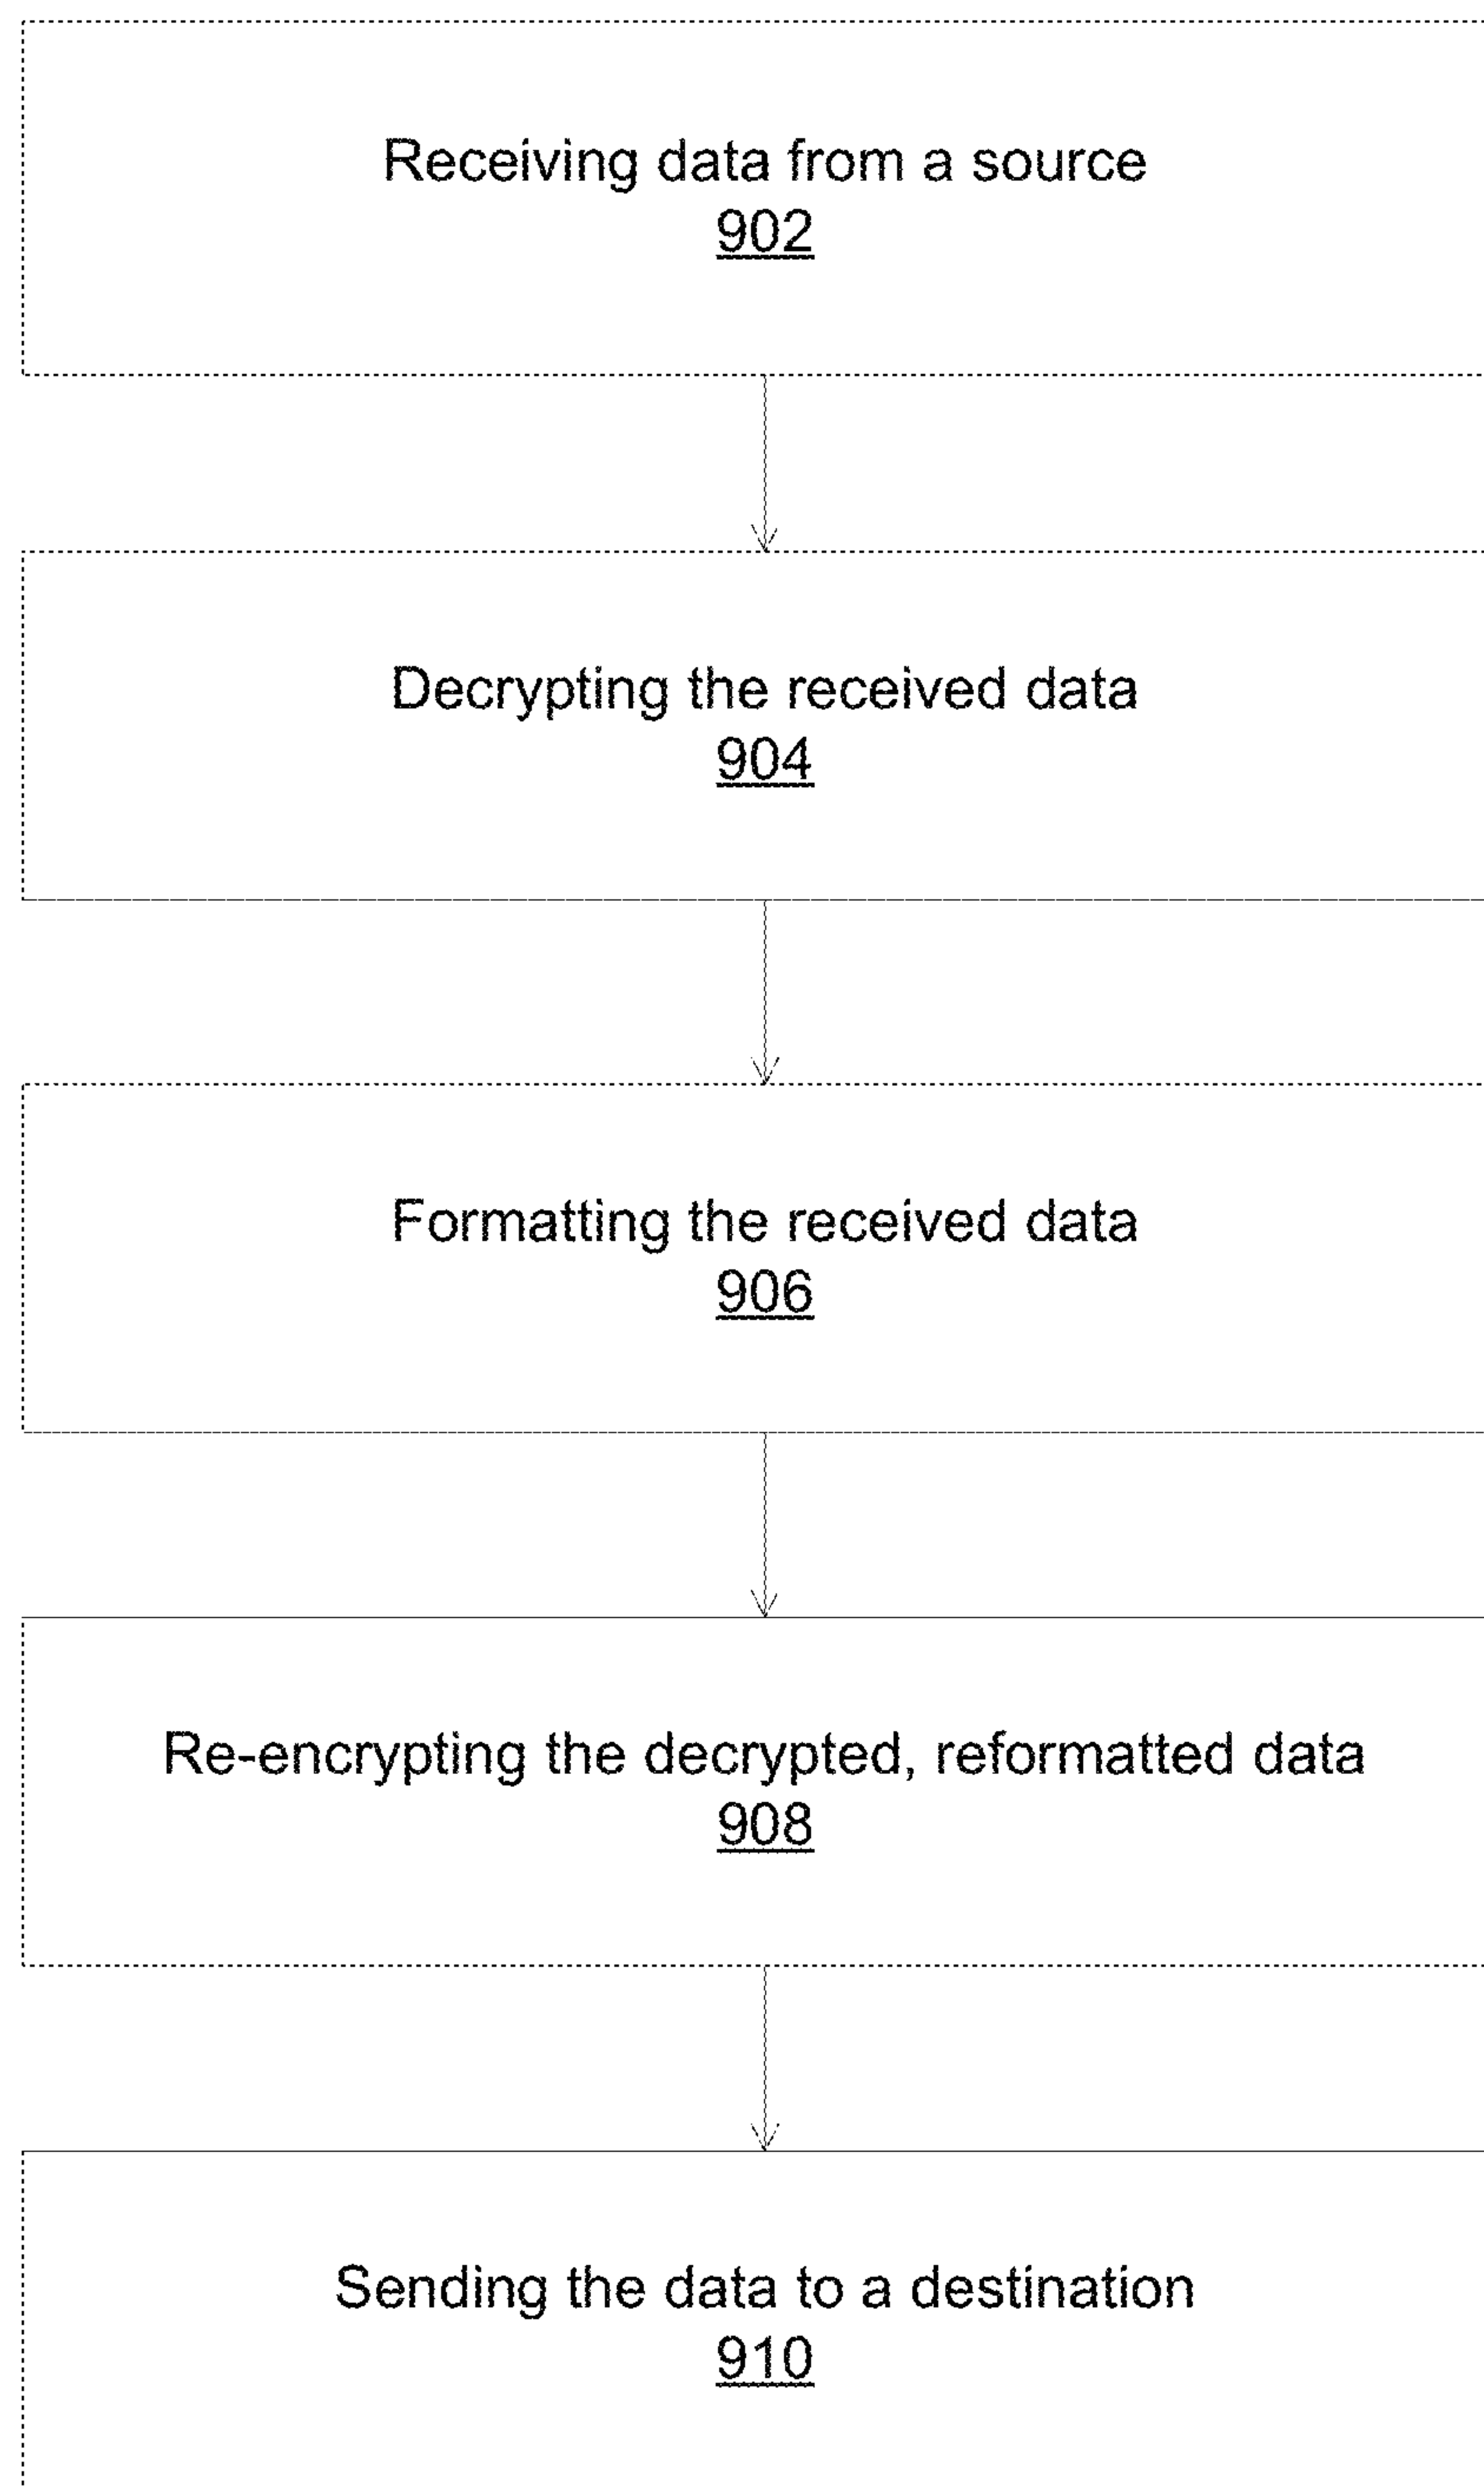 Receiving data from a source
902
Decrypting the received data
904
Formatting the received data
906
Re-encrypting the decrypted, reformatted data
908
Sending the data to a destination
910